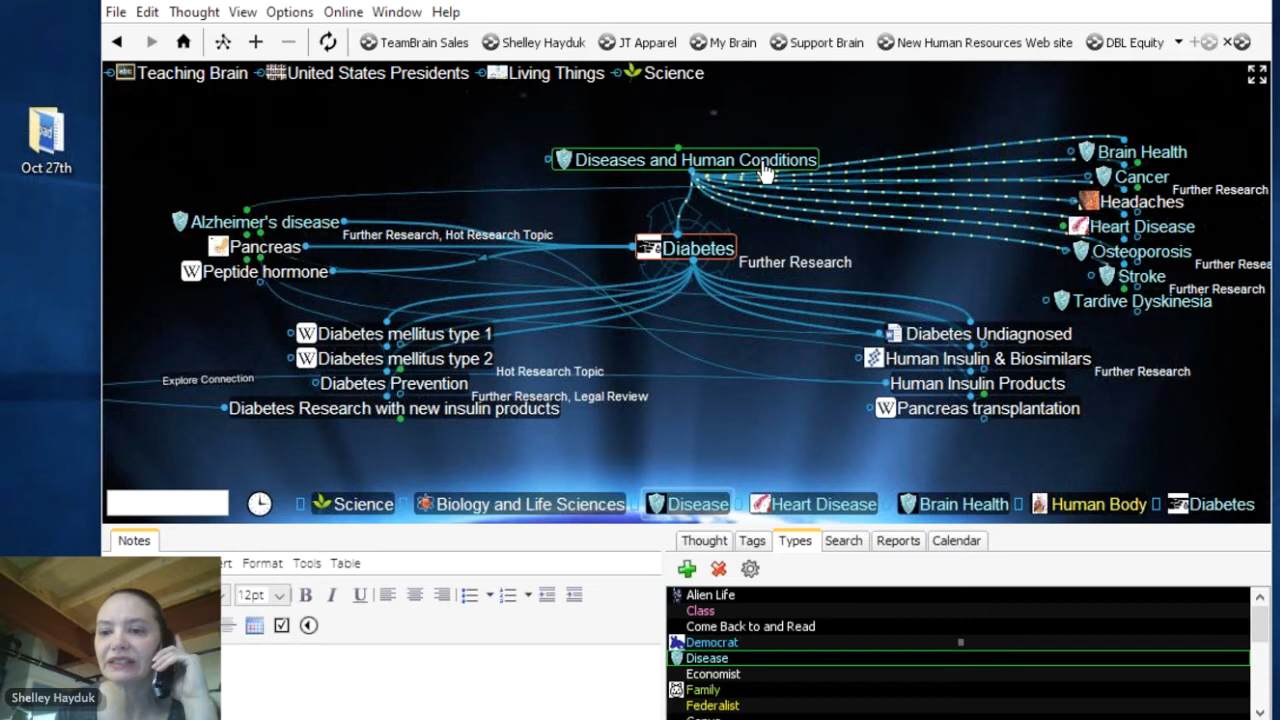 File Edit Thought View Options Online Window Help
TeamBrain Sales Shelley Hayduk JT Apparel My Brain Support Brain New Human Resources Web site DBL Equity
Teaching Brain United States Presidents Living Things Science
Oct 27th
Diseases and Human Conditions
Brain Health
Cancer
Further Research
Headaches
Heart Disease
Osteoporosis
Further Resea
Stroke
Further Research
Tardive Dyskinesia
Alzheimer's disease
Further Research, Hot Research Topic
Pancreas
Peptide hormone
Diabetes
Further Research
Diabetes mellitus type 1
Diabetes mellitus type 2
Hot Research Topic
Explore Connection
Diabetes Prevention
Further Research, Legal Review
Diabetes Research with new insulin products
Diabetes Undiagnosed
Human Insulin & Biosimilars
Further Research
Human Insulin Products
Pancreas transplantation
Science Biology and Life Sciences Disease Heart Disease Brain Health Human Body Diabetes
Notes
Format Tools Table
12pt B I U
Thought Tags Types Search Reports Calendar
Alien Life
Class
Come Back to and Read
Democrat
Disease
Economist
Family
Federalist
Shelley Hayduk